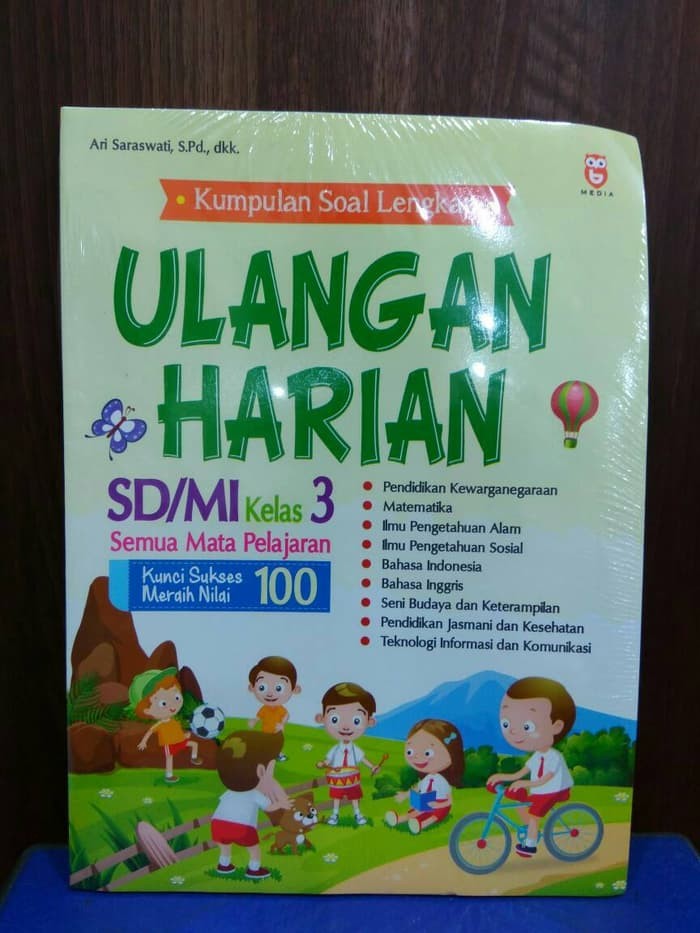 Ari Saraswati, S.Pd., dkk.
MEDIA
• Kumpulan Soal
ULANGAN
HARIAN
SD/MI Kelas 3
Semua Mata Pelajaran
Kunci Sukses
Meraih Nilai 100
• Pendidikan Kewarganegaraan
• Matematika
• Ilmu Pengetahuan Alam
• Ilmu Pengetahuan Sosial
• Bahasa Indonesia
• Bahasa Inggris
• Seni Budaya dan Keterampilan
• Pendidikan Jasmani dan Kesehatan
• Teknologi Informasi dan Komunikasi